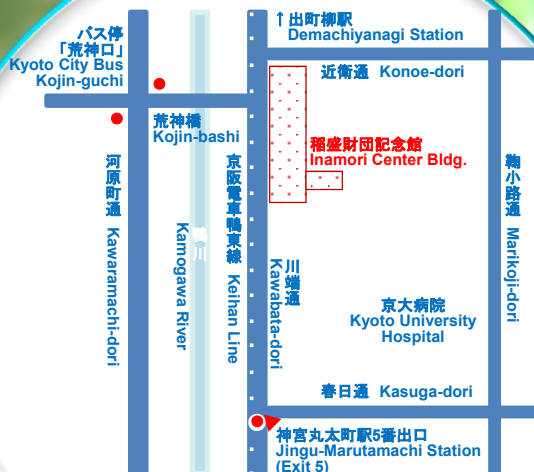 バス停
「荒神口」
Kyoto City Bus
Kojin-guchi
↑出町柳駅
Demachiyanagi Station
近衛通 Konoe-dori
荒神橋
Kojin-bashi
稲盛財団記念館
Inamori Center Bldg.
河原町通 Kawaramachi-dori
鴨川
Kamogawa River
京阪電車鴨東線 Keihan Line
川端通
Kawabata-dori
鞠小路通 Marikoji-dori
京大病院
Kyoto University
Hospital
春日通 Kasuga-dori
神宮丸太町駅5番出口
Jingu-Marutamachi Station
(Exit 5)